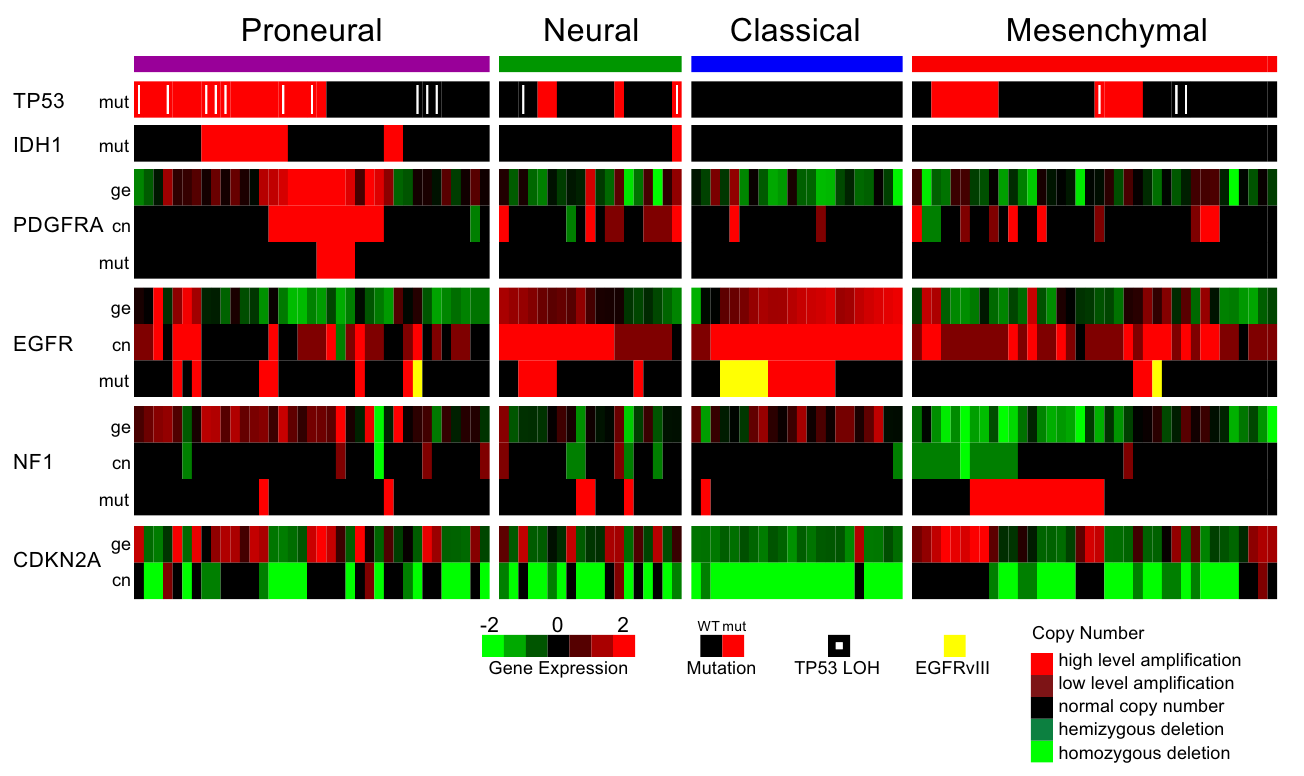 Proneural Neural Classical Mesenchymal
TP53 mut
IDH1 mut
ge
PDGFRA cn
mut
ge
EGFR cn
mut
ge
NF1 cn
mut
ge
CDKN2A
cn
-2 0 2
Gene Expression
WT mut
Mutation
TP53 LOH
EGFRvIII
Copy Number
high level amplification
low level amplification
normal copy number
hemizygous deletion
homozygous deletion